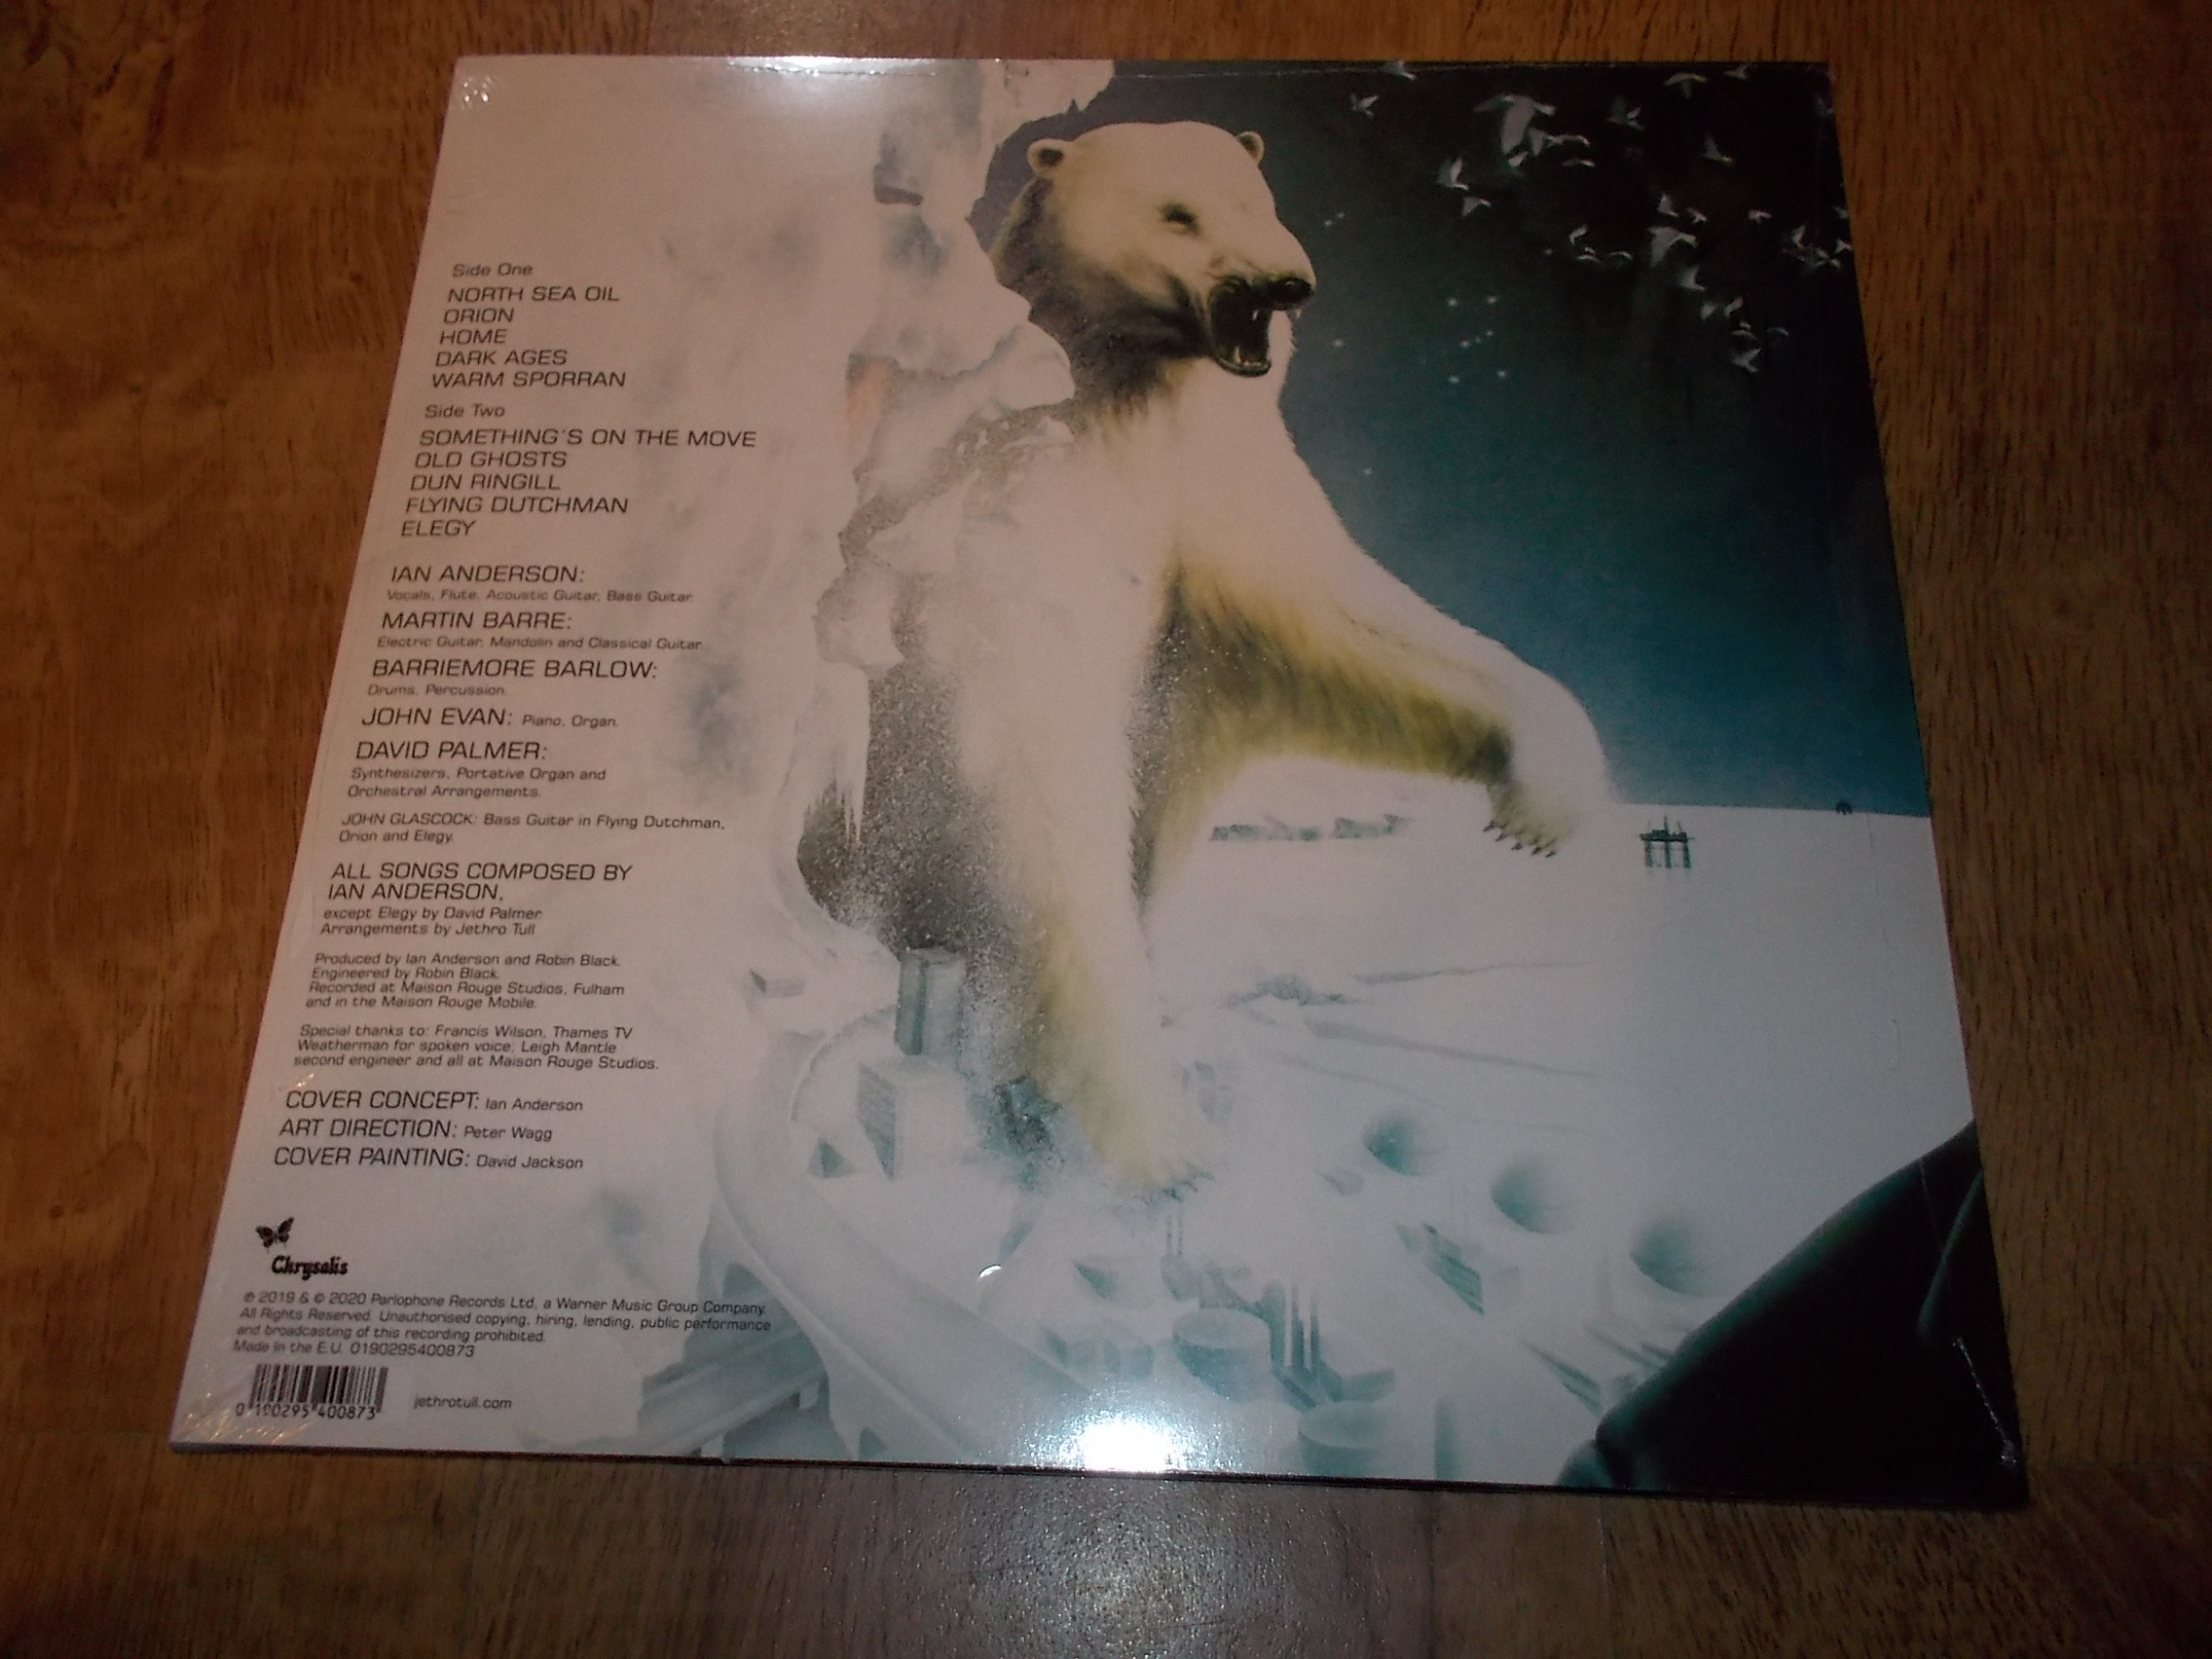 Side One
NORTH SEA OIL
ORION
HOME
DARK AGES
WARM SPORRAN
Side Two
SOMETHING'S ON THE MOVE
OLD GHOSTS
DUN RINGILL
FLYING DUTCHMAN
ELEGY
IAN ANDERSON:
Vocals, Flute, Acoustic Guitar, Bass Guitar.
MARTIN BARRE:
Electric Guitar, Mandolin and Classical Guitar.
BARRIEMORE BARLOW:
Drums, Percussion.
JOHN EVAN: Piano, Organ.
DAVID PALMER:
Synthesizers, Portative Organ and
Orchestral Arrangements.
JOHN GLASCOCK: Bass Guitar in Flying Dutchman,
Orion and Elegy.
ALL SONGS COMPOSED BY
IAN ANDERSON,
except Elegy by David Palmer.
Arrangements by Jethro Tull
Produced by Ian Anderson and Robin Black.
Engineered by Robin Black.
Recorded at Maison Rouge Studios, Fulham
and in the Maison Rouge Mobile.
Special thanks to: Francis Wilson, Thames TV
Weatherman for spoken voice; Leigh Mantle
second engineer and all at Maison Rouge Studios.
COVER CONCEPT: Ian Anderson
ART DIRECTION: Peter Wagg
COVER PAINTING: David Jackson
Chrysalis
℗ 2019 & © 2020 Parlophone Records Ltd, a Warner Music Group Company.
All Rights Reserved. Unauthorised copying, hiring, lending, public performance
and broadcasting of this recording prohibited.
Made in the E.U. 0190295400873
0 190295 400873
jethrotull.com